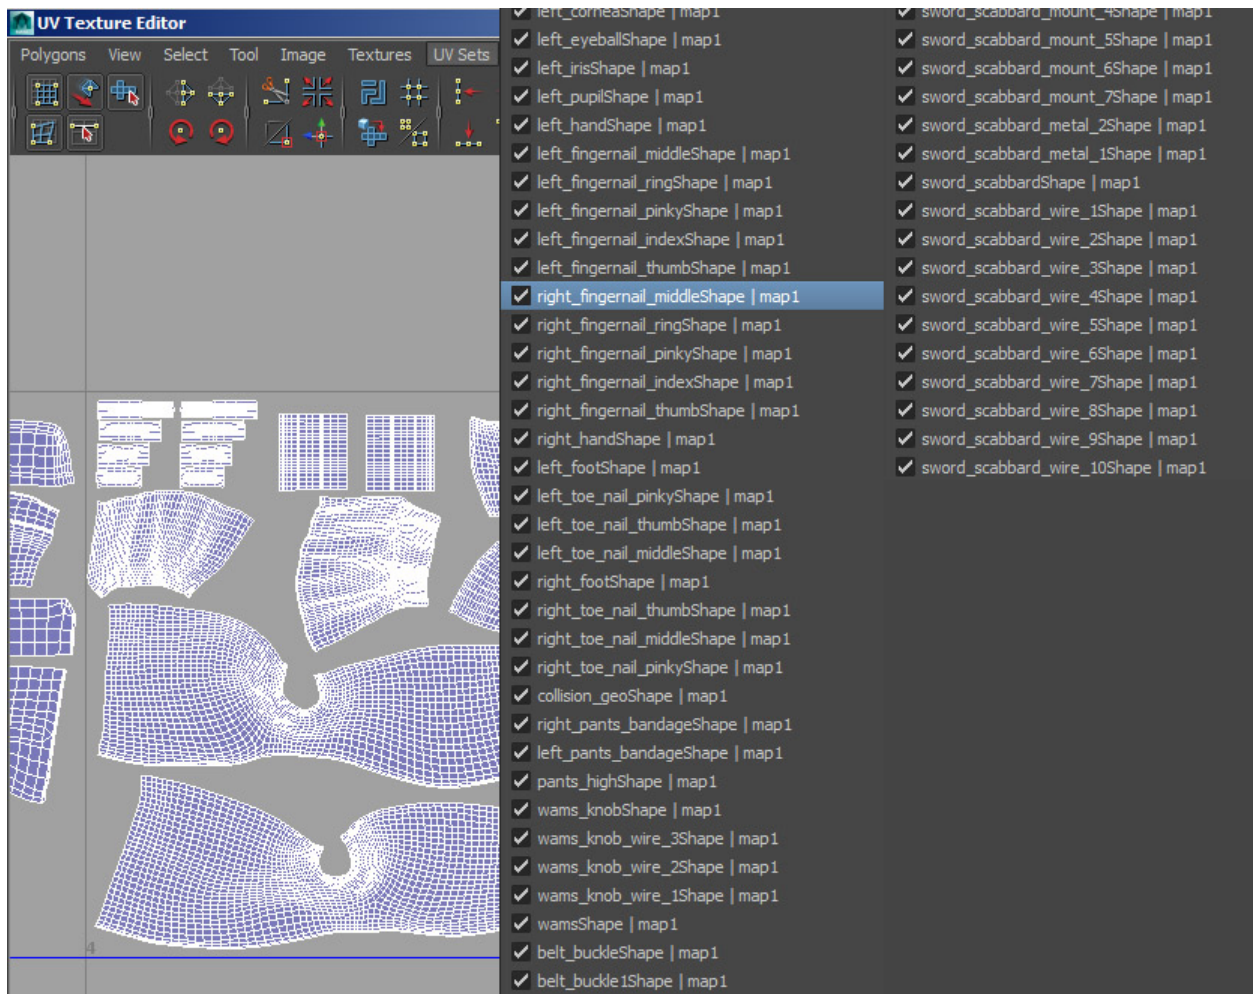 UV Texture Editor
Polygons View Select Tool Image Textures UV Sets
4
left_corneaShape | map1
left_eyeballShape | map1
left_irisShape | map1
left_pupilShape | map1
left_handShape | map1
left_fingernail_middleShape | map1
left_fingernail_ringShape | map1
left_fingernail_pinkyShape | map1
left_fingernail_indexShape | map1
left_fingernail_thumbShape | map1
right_fingernail_middleShape | map1
right_fingernail_ringShape | map1
right_fingernail_pinkyShape | map1
right_fingernail_indexShape | map1
right_fingernail_thumbShape | map1
right_handShape | map1
left_footShape | map1
left_toe_nail_pinkyShape | map1
left_toe_nail_thumbShape | map1
left_toe_nail_middleShape | map1
right_footShape | map1
right_toe_nail_thumbShape | map1
right_toe_nail_middleShape | map1
right_toe_nail_pinkyShape | map1
collision_geoShape | map1
right_pants_bandageShape | map1
left_pants_bandageShape | map1
pants_highShape | map1
wams_knobShape | map1
wams_knob_wire_3Shape | map1
wams_knob_wire_2Shape | map1
wams_knob_wire_1Shape | map1
wamsShape | map1
belt_buckleShape | map1
belt_buckle1Shape | map1
sword_scabbard_mount_4Shape | map1
sword_scabbard_mount_5Shape | map1
sword_scabbard_mount_6Shape | map1
sword_scabbard_mount_7Shape | map1
sword_scabbard_metal_2Shape | map1
sword_scabbard_metal_1Shape | map1
sword_scabbardShape | map1
sword_scabbard_wire_1Shape | map1
sword_scabbard_wire_2Shape | map1
sword_scabbard_wire_3Shape | map1
sword_scabbard_wire_4Shape | map1
sword_scabbard_wire_5Shape | map1
sword_scabbard_wire_6Shape | map1
sword_scabbard_wire_7Shape | map1
sword_scabbard_wire_8Shape | map1
sword_scabbard_wire_9Shape | map1
sword_scabbard_wire_10Shape | map1